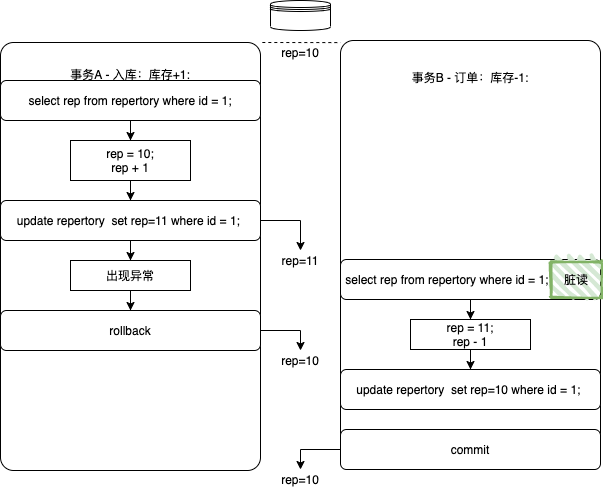 rep=10
事务A - 入库：库存+1:
select rep from repertory where id = 1;
rep = 10;
rep + 1
update repertory  set rep=11 where id = 1;
rep=11
出现异常
rollback
rep=10
事务B - 订单：库存-1:
select rep from repertory where id = 1;
脏读
rep = 11;
rep - 1
update repertory  set rep=10 where id = 1;
commit
rep=10